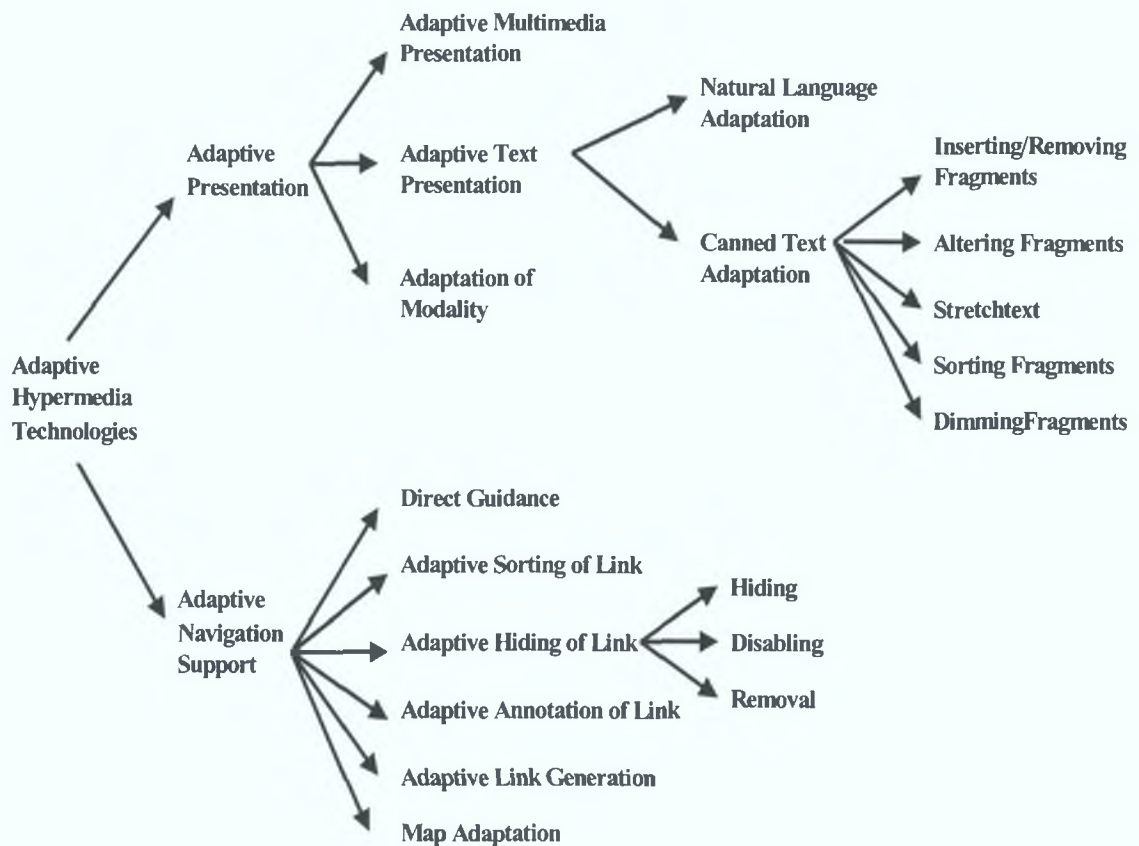 Adaptive Multimedia
Presentation
Natural Language
Adaptation
Adaptive
Presentation
Adaptive Text
Presentation
Inserting/Removing
Fragments
Canned Text
Adaptation
Altering Fragments
Adaptation of
Modality
Stretchtext
Sorting Fragments
DimmingFragments
Adaptive
Hypermedia
Technologies
Direct Guidance
Adaptive Sorting of Link
Adaptive
Navigation
Support
Adaptive Hiding of Link
Hiding
Disabling
Removal
Adaptive Annotation of Link
Adaptive Link Generation
Map Adaptation